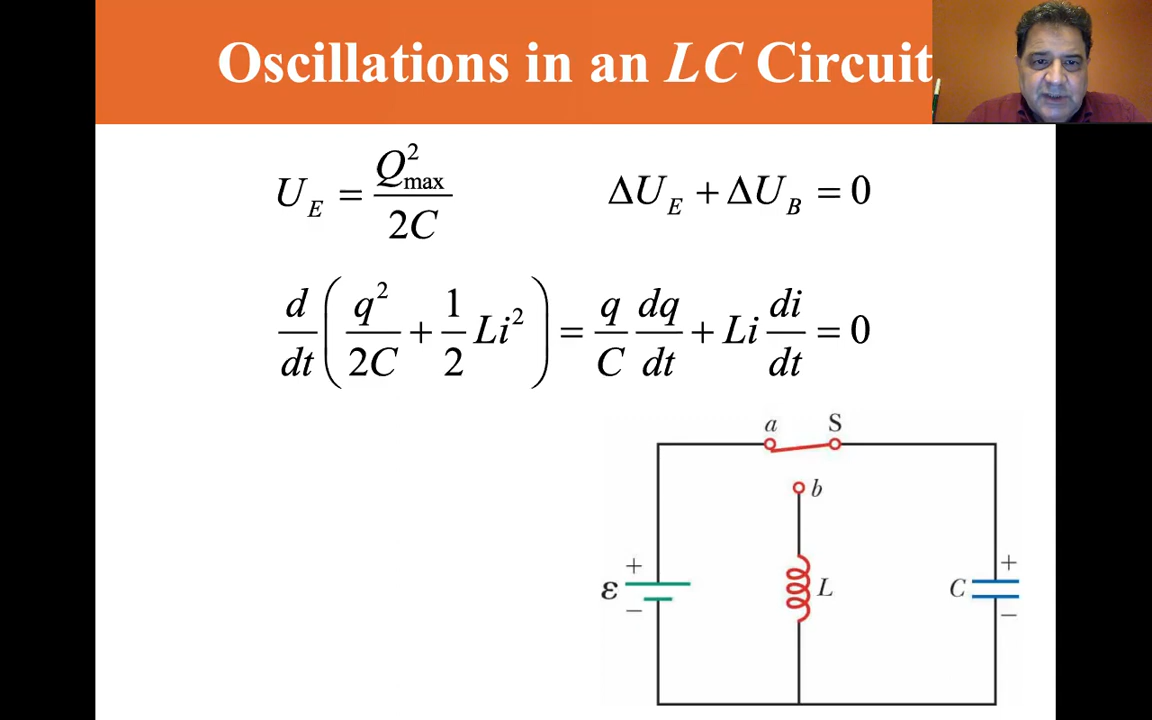 Oscillations in an LC Circuit
U_E = Q²_max / 2C
ΔU_E + ΔU_B = 0
d/dt ( q²/2C + 1/2 Li² ) = q/C dq/dt + Li di/dt = 0
a S
b
+ +
ε L C
− −